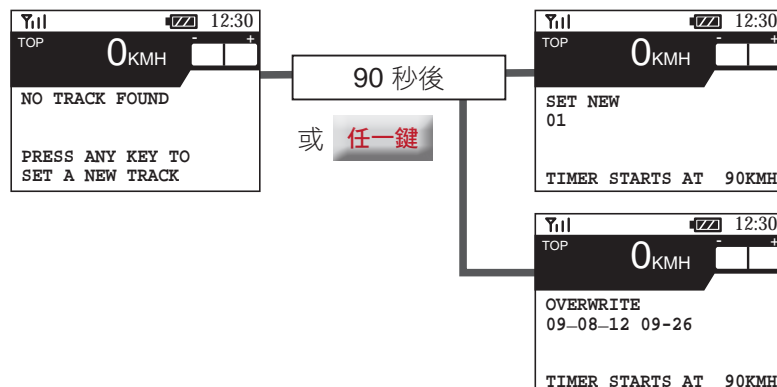 12:30
TOP 0KMH - +
NO TRACK FOUND
PRESS ANY KEY TO
SET A NEW TRACK
90 秒後
或 任一鍵
12:30
TOP 0KMH - +
SET NEW
01
TIMER STARTS AT 90KMH
12:30
TOP 0KMH - +
OVERWRITE
09–08–12 09-26
TIMER STARTS AT 90KMH